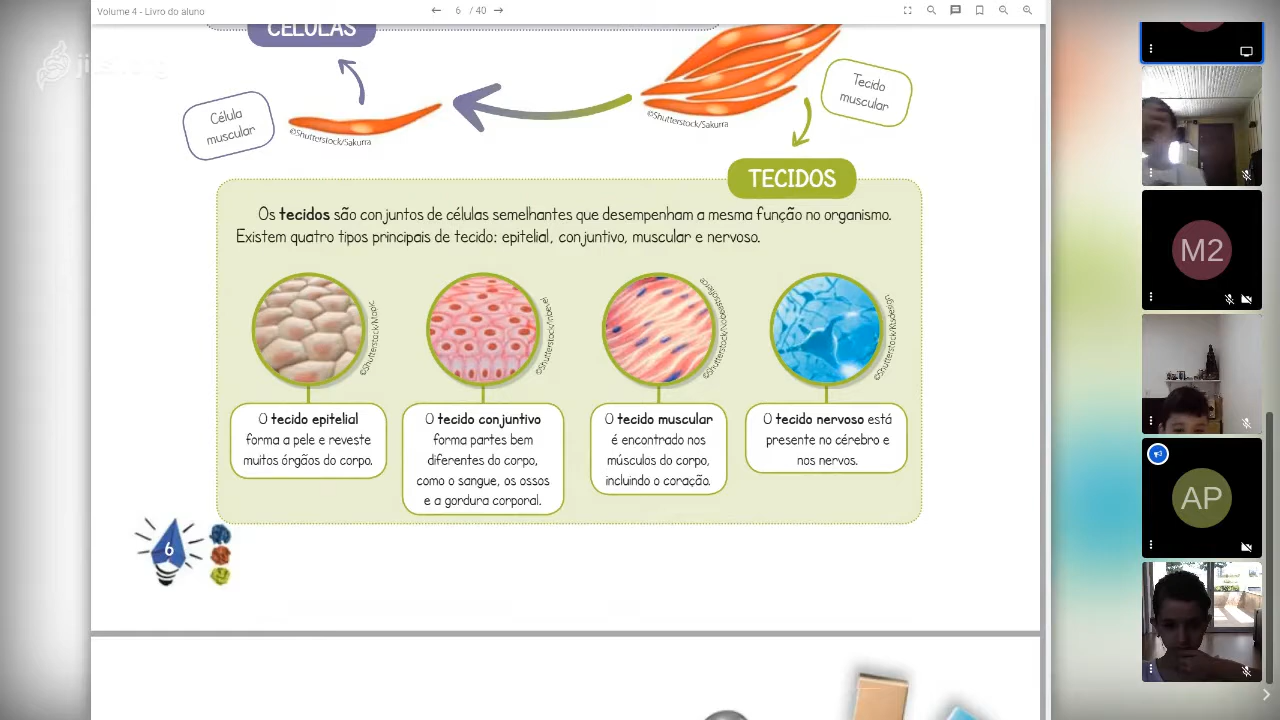 Volume 4 - Livro do aluno
6 / 40
CÉLULAS
Tecido
muscular
Célula
muscular
©Shutterstock/Sakurra
©Shutterstock/Sakurra
TECIDOS
Os tecidos são conjuntos de células semelhantes que desempenham a mesma função no organismo.
Existem quatro tipos principais de tecido: epitelial, conjuntivo, muscular e nervoso.
O tecido epitelial
forma a pele e reveste
muitos órgãos do corpo.
O tecido conjuntivo
forma partes bem
diferentes do corpo,
como o sangue, os ossos
e a gordura corporal.
O tecido muscular
é encontrado nos
músculos do corpo,
incluindo o coração.
O tecido nervoso está
presente no cérebro e
nos nervos.
6
M2
AP